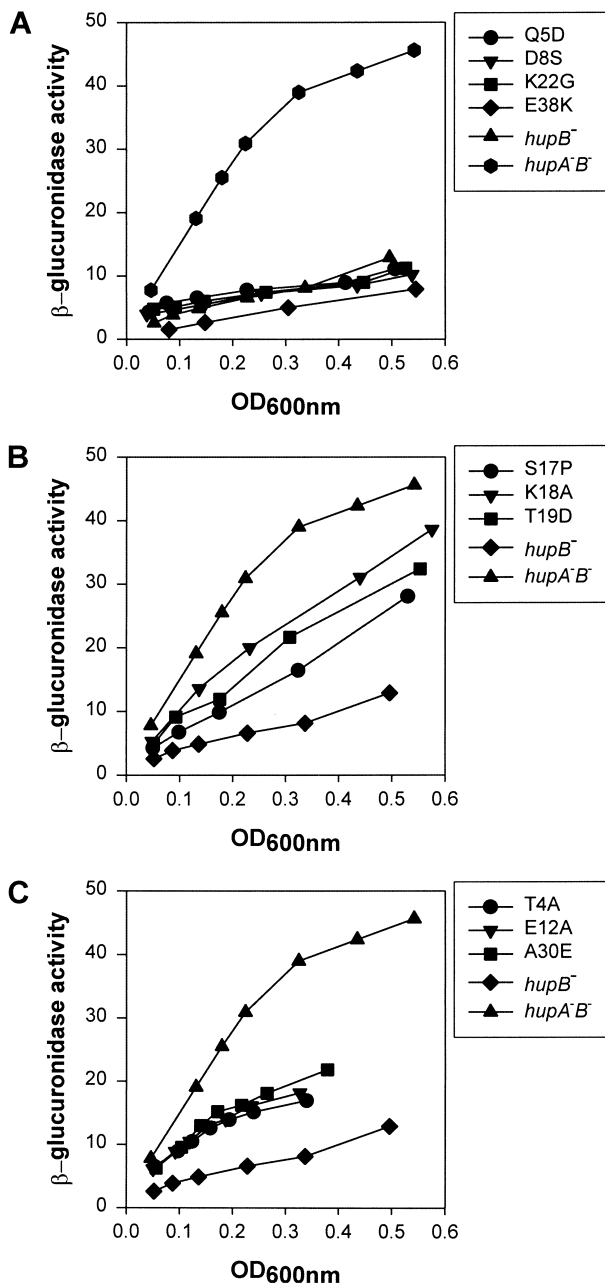 A
β-glucuronidase activity
50
40
30
20
10
0
0.0 0.1 0.2 0.3 0.4 0.5 0.6
OD600nm
Q5D
D8S
K22G
E38K
hupB⁻
hupA⁻B⁻
B
β-glucuronidase activity
50
40
30
20
10
0
0.0 0.1 0.2 0.3 0.4 0.5 0.6
OD600nm
S17P
K18A
T19D
hupB⁻
hupA⁻B⁻
C
β-glucuronidase activity
50
40
30
20
10
0
0.0 0.1 0.2 0.3 0.4 0.5 0.6
OD600nm
T4A
E12A
A30E
hupB⁻
hupA⁻B⁻